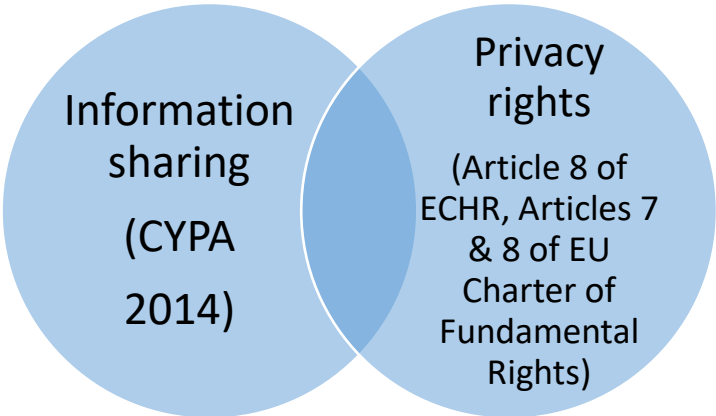 Information
sharing
(CYPA
2014)
Privacy
rights
(Article 8 of
ECHR, Articles 7
& 8 of EU
Charter of
Fundamental
Rights)